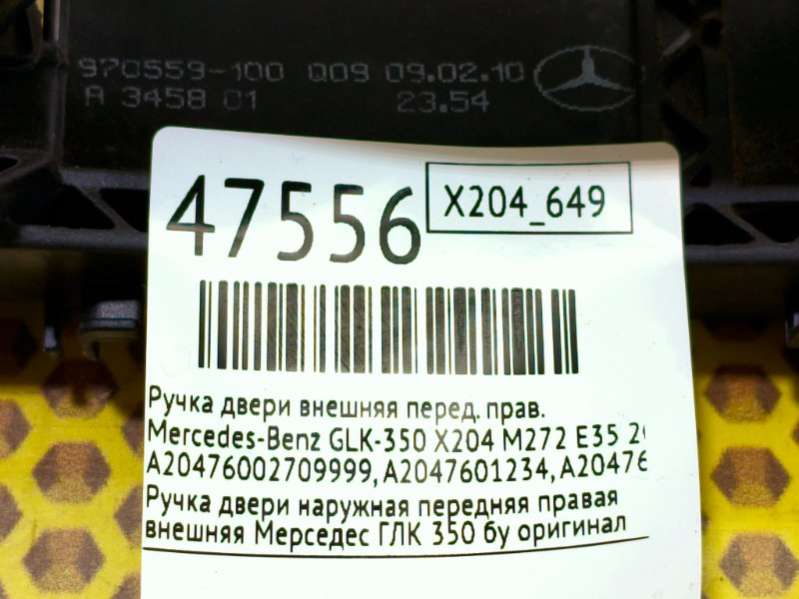 970559-100 009 09.02.10
A 3458 01 23.54
47556
X204_649
Ручка двери внешняя перед. прав.
Mercedes-Benz GLK-350 X204 M272 E35
A20476002709999, A2047601234, A20476
Ручка двери наружная передняя правая
внешняя Мерседес ГЛК 350 бу оригинал